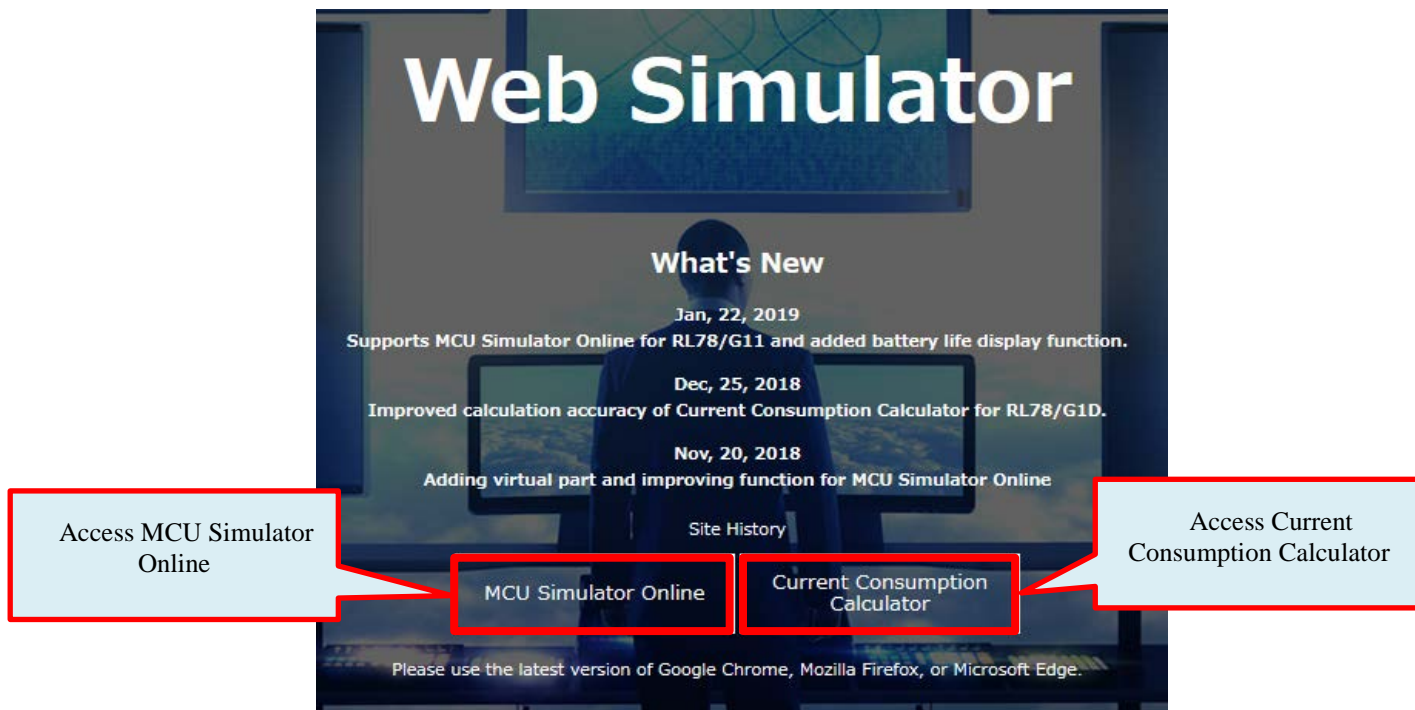 Web Simulator
What's New
Jan, 22, 2019
Supports MCU Simulator Online for RL78/G11 and added battery life display function.
Dec, 25, 2018
Improved calculation accuracy of Current Consumption Calculator for RL78/G1D.
Nov, 20, 2018
Adding virtual part and improving function for MCU Simulator Online
Site History
Access MCU Simulator
Online
MCU Simulator Online
Current Consumption
Calculator
Access Current
Consumption Calculator
Please use the latest version of Google Chrome, Mozilla Firefox, or Microsoft Edge.